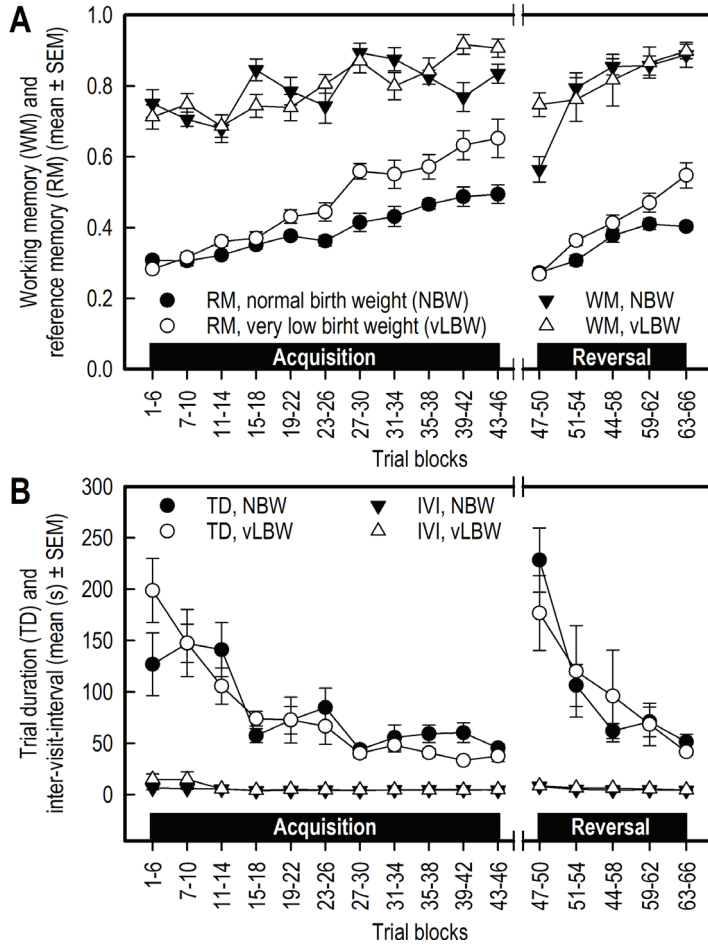 A
Working memory (WM) and
reference memory (RM) (mean ± SEM)
1.0
0.8
0.6
0.4
0.2
0.0
RM, normal birth weight (NBW)
RM, very low birht weight (vLBW)
WM, NBW
WM, vLBW
Acquisition
Reversal
1-6
7-10
11-14
15-18
19-22
23-26
27-30
31-34
35-38
39-42
43-46
47-50
51-54
44-58
59-62
63-66
Trial blocks
B
Trial duration (TD) and
inter-visit-interval (mean (s) ± SEM)
300
250
200
150
100
50
0
TD, NBW
TD, vLBW
IVI, NBW
IVI, vLBW
Acquisition
Reversal
1-6
7-10
11-14
15-18
19-22
23-26
27-30
31-34
35-38
39-42
43-46
47-50
51-54
44-58
59-62
63-66
Trial blocks